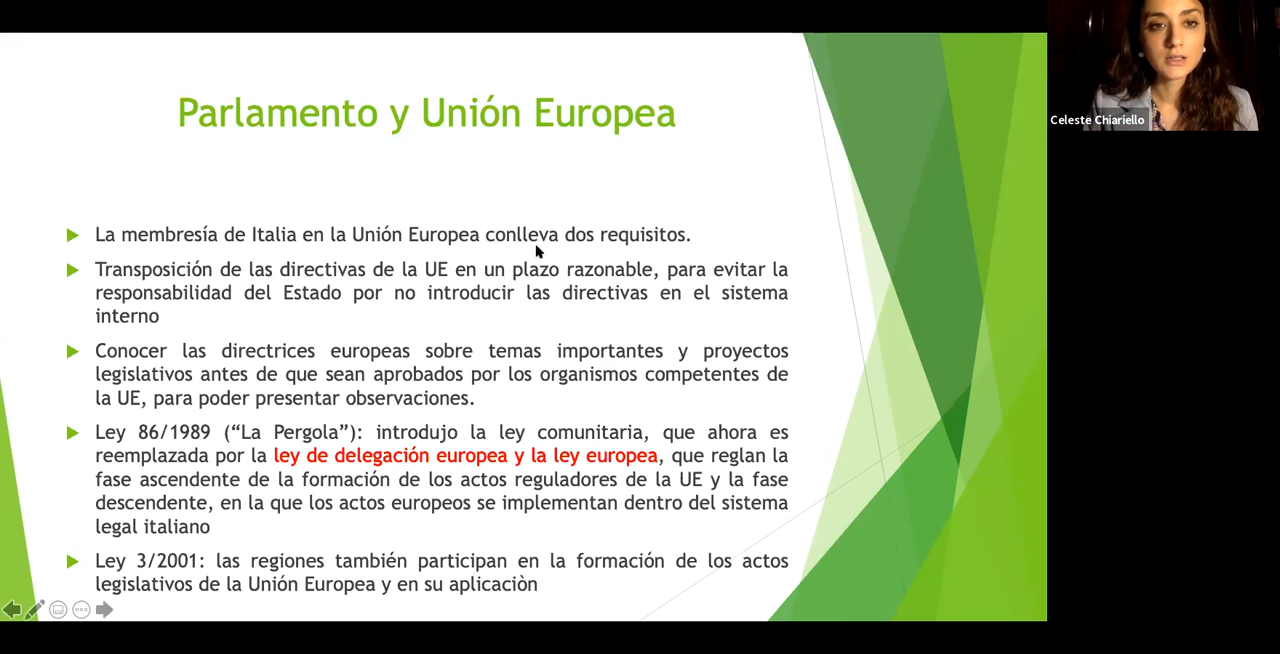 Parlamento y Unión Europea
La membresía de Italia en la Unión Europea conlleva dos requisitos.
Transposición de las directivas de la UE en un plazo razonable, para evitar la
responsabilidad del Estado por no introducir las directivas en el sistema
interno
Conocer las directrices europeas sobre temas importantes y proyectos
legislativos antes de que sean aprobados por los organismos competentes de
la UE, para poder presentar observaciones.
Ley 86/1989 (“La Pergola”): introdujo la ley comunitaria, que ahora es
reemplazada por la ley de delegación europea y la ley europea, que reglan la
fase ascendente de la formación de los actos reguladores de la UE y la fase
descendente, en la que los actos europeos se implementan dentro del sistema
legal italiano
Ley 3/2001: las regiones también participan en la formación de los actos
legislativos de la Unión Europea y en su aplicaciòn
Celeste Chiariello